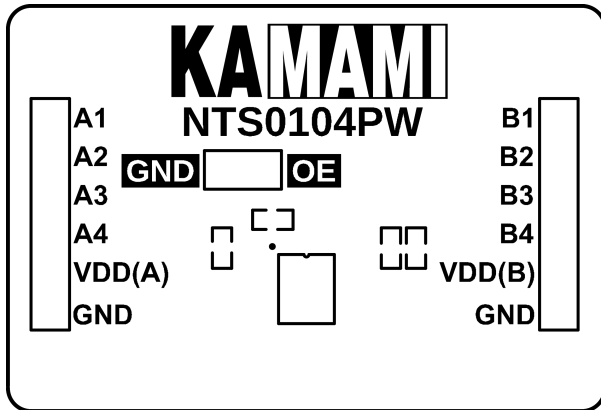 KAMAMI
NTS0104PW
A1
A2
A3
A4
VDD(A)
GND
GND OE
B1
B2
B3
B4
VDD(B)
GND